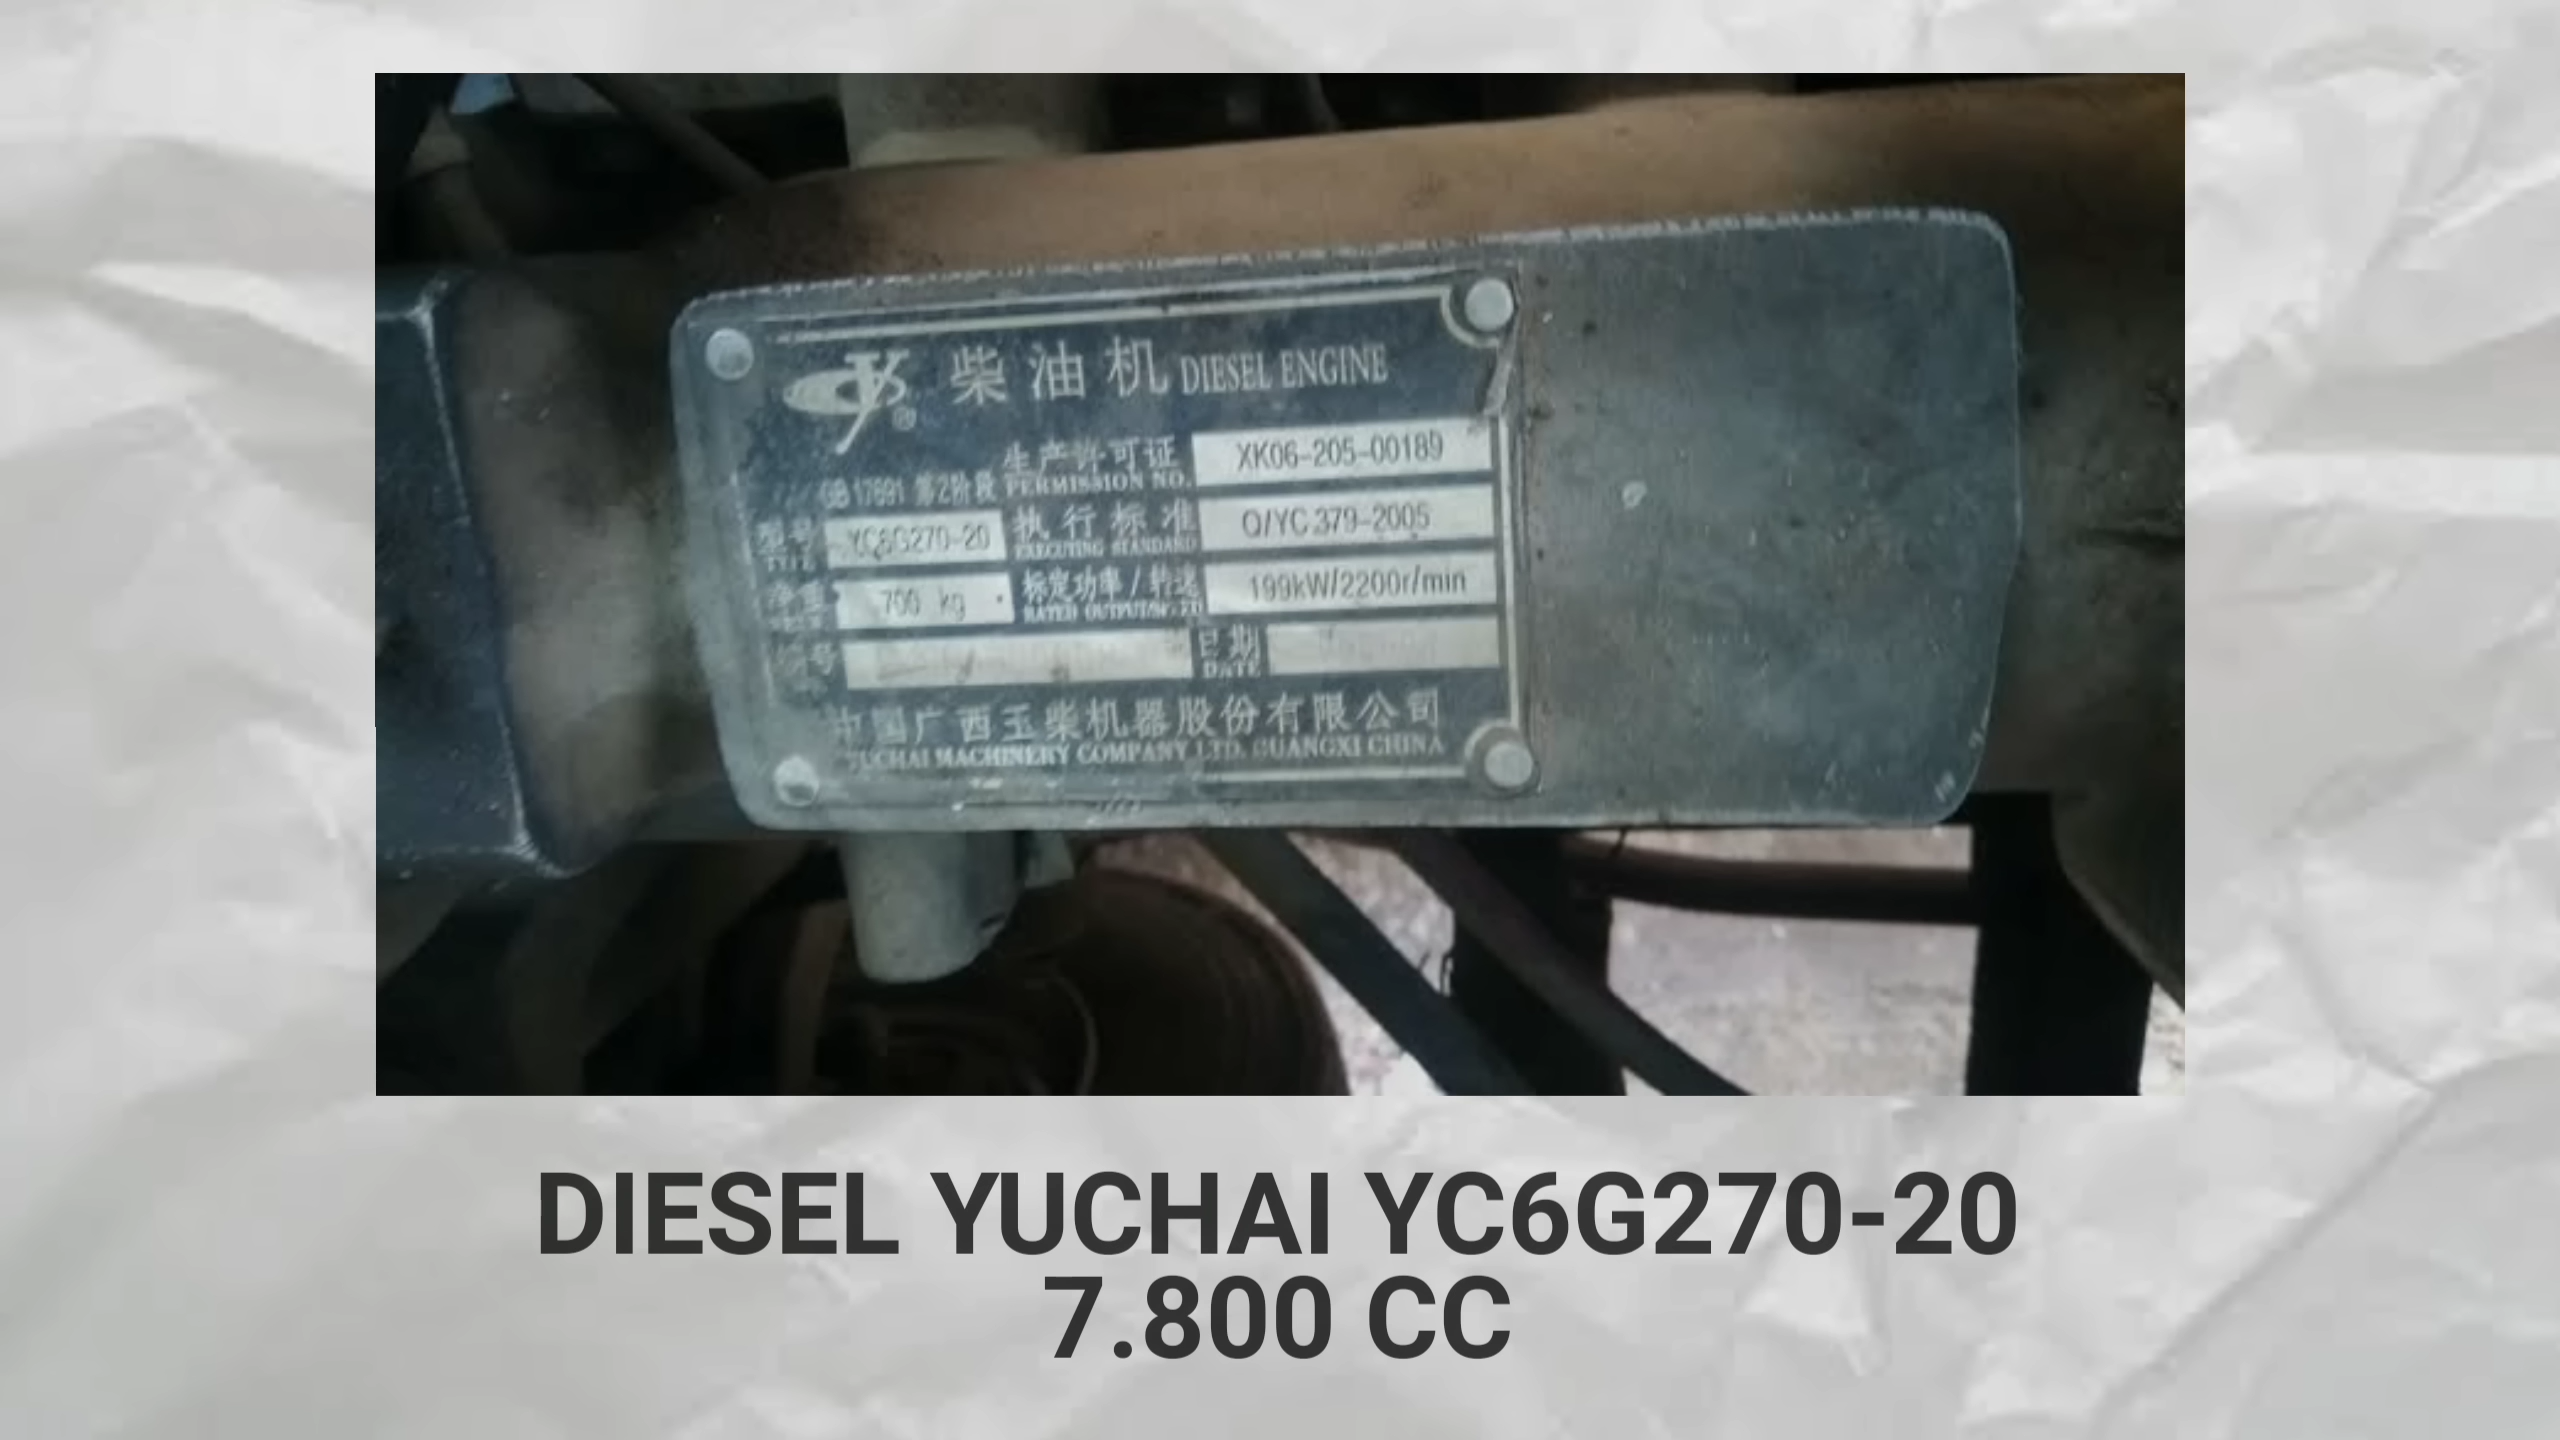 柴油机 DIESEL ENGINE
生产许可证 XK06-205-00189
GB 17691 第2阶段 PERMISSION NO.
型号 YC6G270-20 执行标准 Q/YC 379-2005
TYPE EXECUTING STANDARD
700 kg 标定功率/转速 199kW/2200r/min
RATED OUTPUT/SPEED
日期
DATE
中国广西玉柴机器股份有限公司
YUCHAI MACHINERY COMPANY LTD. GUANGXI CHINA
DIESEL YUCHAI YC6G270-20
7.800 CC